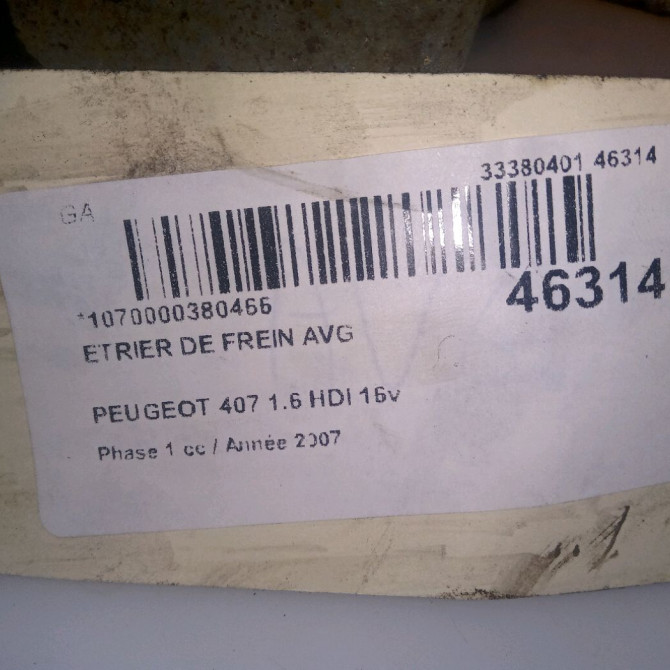 33380401 46314
GA
46314
*1070000380466
ETRIER DE FREIN AVG
PEUGEOT 407 1.6 HDI 16v
Phase 1 cc / Année 2007